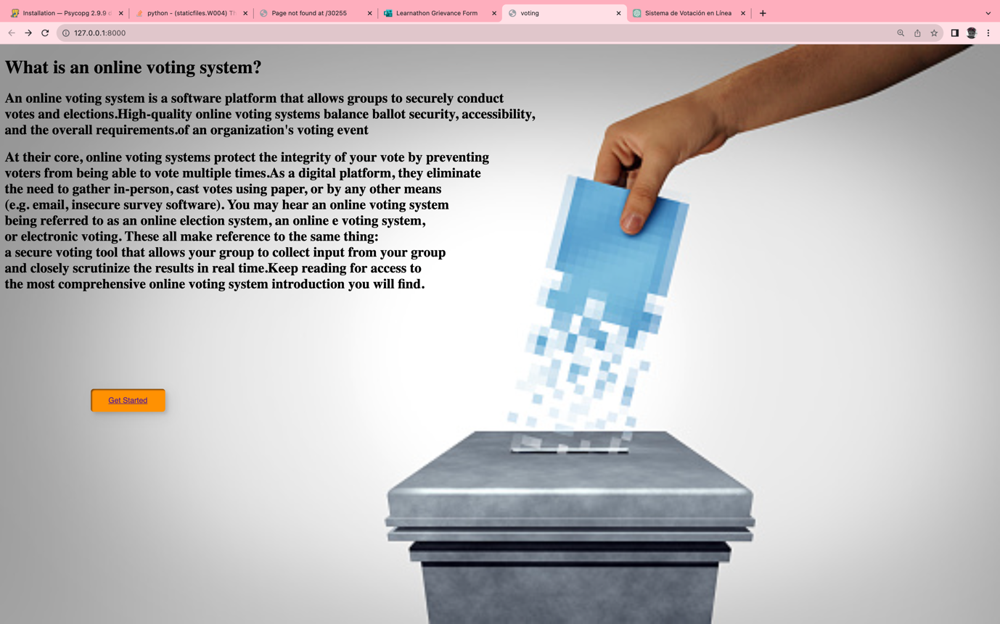 Installation — Psycopg 2.9.9 d
python - (staticfiles.W004) Th
Page not found at /30255
Learnathon Grievance Form
voting
Sistema de Votación en Línea
127.0.0.1:8000
What is an online voting system?
An online voting system is a software platform that allows groups to securely conduct
votes and elections.High-quality online voting systems balance ballot security, accessibility,
and the overall requirements.of an organization's voting event
At their core, online voting systems protect the integrity of your vote by preventing
voters from being able to vote multiple times.As a digital platform, they eliminate
the need to gather in-person, cast votes using paper, or by any other means
(e.g. email, insecure survey software). You may hear an online voting system
being referred to as an online election system, an online e voting system,
or electronic voting. These all make reference to the same thing:
a secure voting tool that allows your group to collect input from your group
and closely scrutinize the results in real time.Keep reading for access to
the most comprehensive online voting system introduction you will find.
Get Started